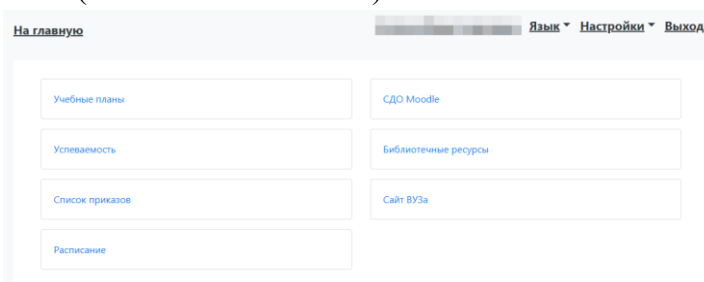 На главную
Язык Настройки Выход
Учебные планы
СДО Moodle
Успеваемость
Библиотечные ресурсы
Список приказов
Сайт ВУЗа
Расписание